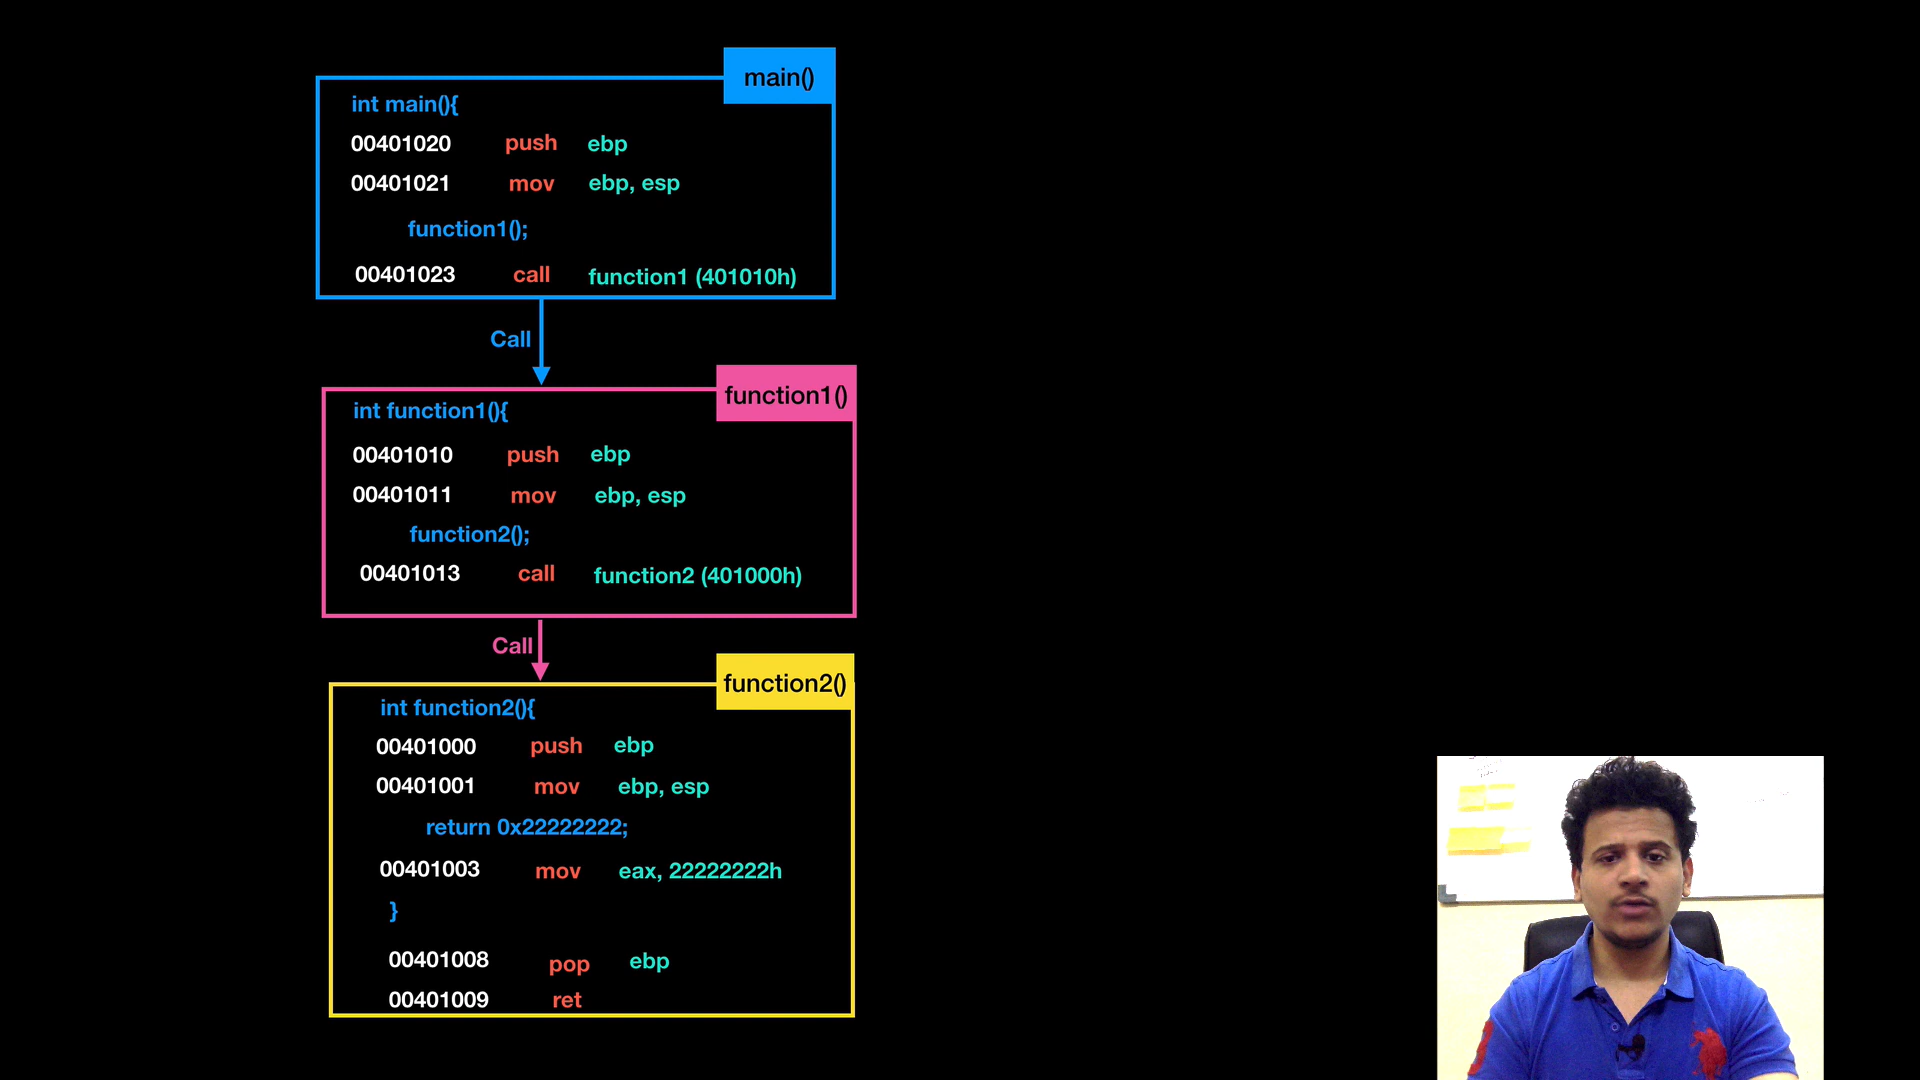 main()
int main(){
00401020 push ebp
00401021 mov ebp, esp
function1();
00401023 call function1 (401010h)
Call
function1()
int function1(){
00401010 push ebp
00401011 mov ebp, esp
function2();
00401013 call function2 (401000h)
Call
function2()
int function2(){
00401000 push ebp
00401001 mov ebp, esp
return 0x22222222;
00401003 mov eax, 22222222h
}
00401008 pop ebp
00401009 ret